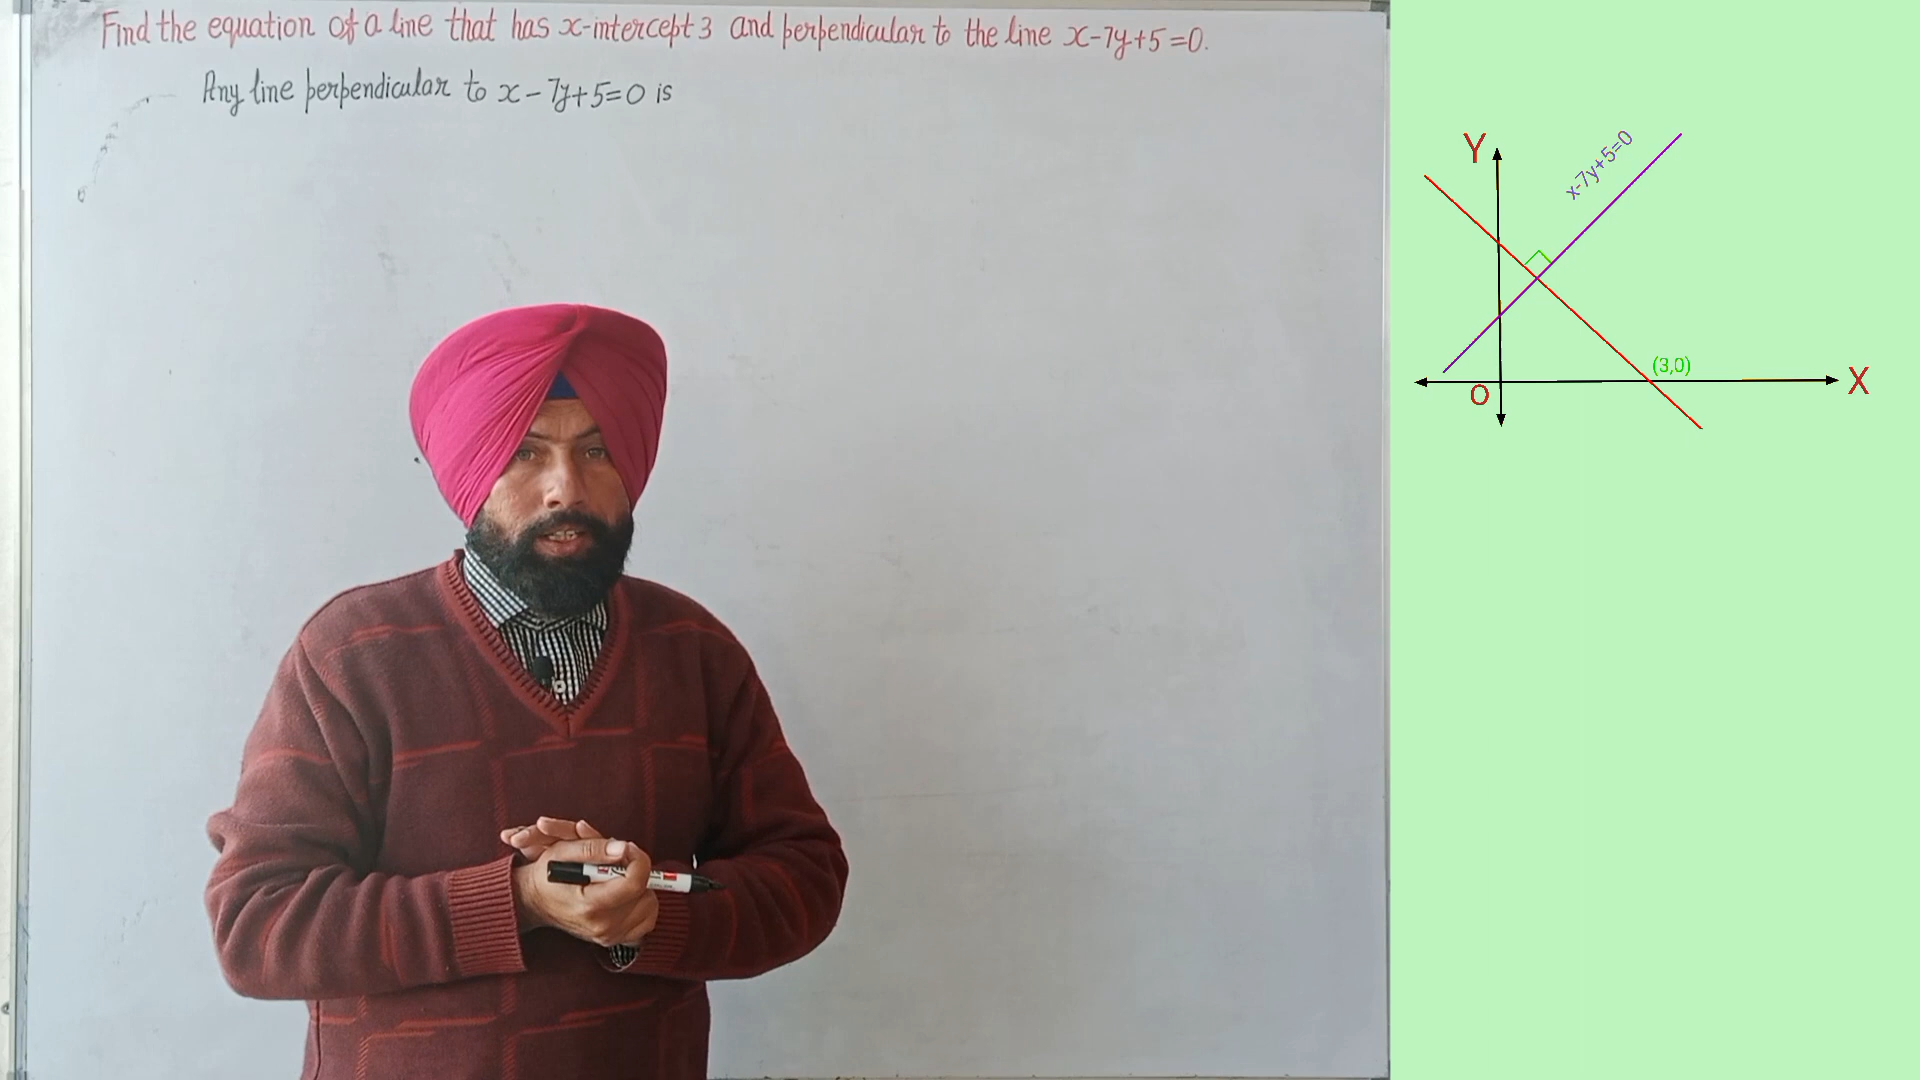 Find the equation of a line that has x-intercept 3 and perpendicular to the line x-7y+5=0.
Any line perpendicular to x-7y+5=0 is
Y
x-7y+5=0
(3,0)
O
X